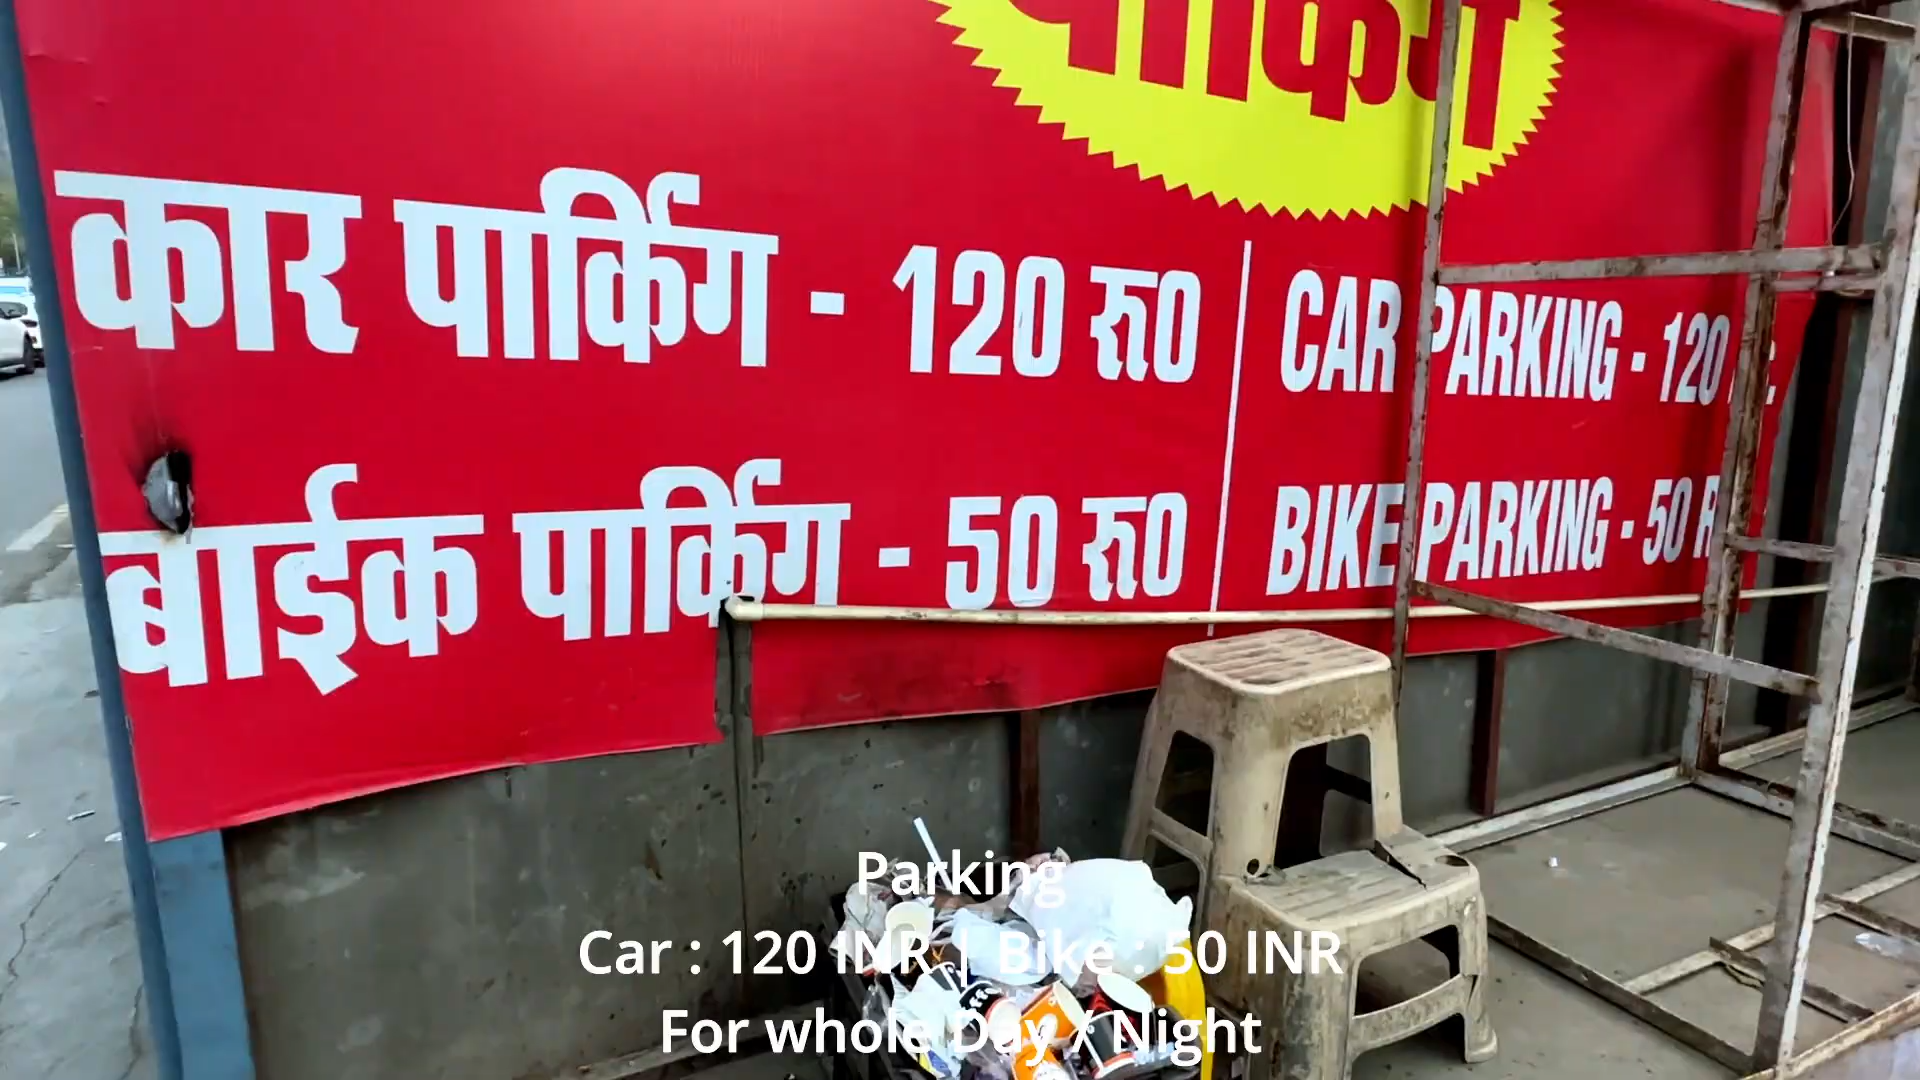 पार्किंग
कार पार्किंग - 120 रू0
बाईक पार्किंग - 50 रू0
CAR PARKING - 120
BIKE PARKING - 50 R
Parking
Car : 120 INR | Bike : 50 INR
For whole Day / Night